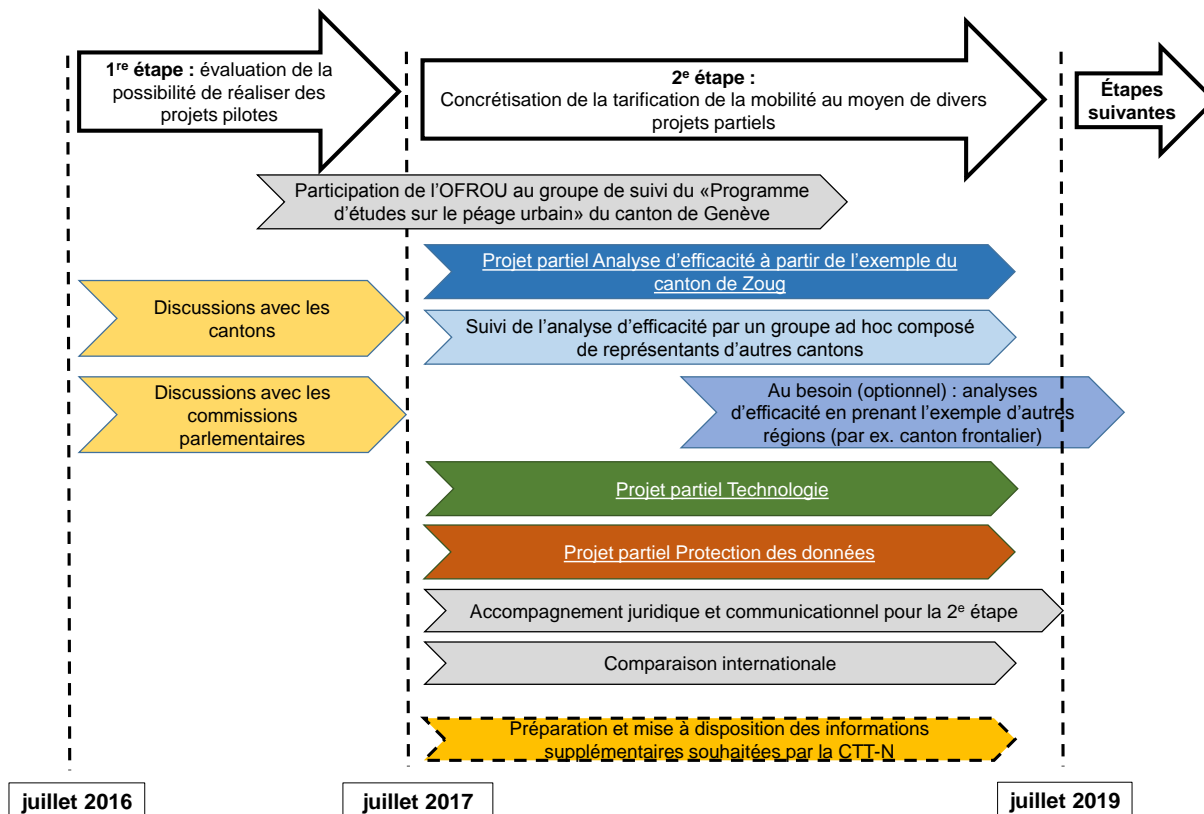 1re étape : évaluation de la
possibilité de réaliser des
projets pilotes
2e étape :
Concrétisation de la tarification de la mobilité au moyen de divers
projets partiels
Étapes
suivantes
Participation de l'OFROU au groupe de suivi du «Programme
d'études sur le péage urbain» du canton de Genève
Projet partiel Analyse d'efficacité à partir de l'exemple du
canton de Zoug
Discussions avec les
cantons
Suivi de l'analyse d'efficacité par un groupe ad hoc composé
de représentants d'autres cantons
Discussions avec les
commissions
parlementaires
Au besoin (optionnel) : analyses
d'efficacité en prenant l'exemple d'autres
régions (par ex. canton frontalier)
Projet partiel Technologie
Projet partiel Protection des données
Accompagnement juridique et communicationnel pour la 2e étape
Comparaison internationale
Préparation et mise à disposition des informations
supplémentaires souhaitées par la CTT-N
juillet 2016
juillet 2017
juillet 2019